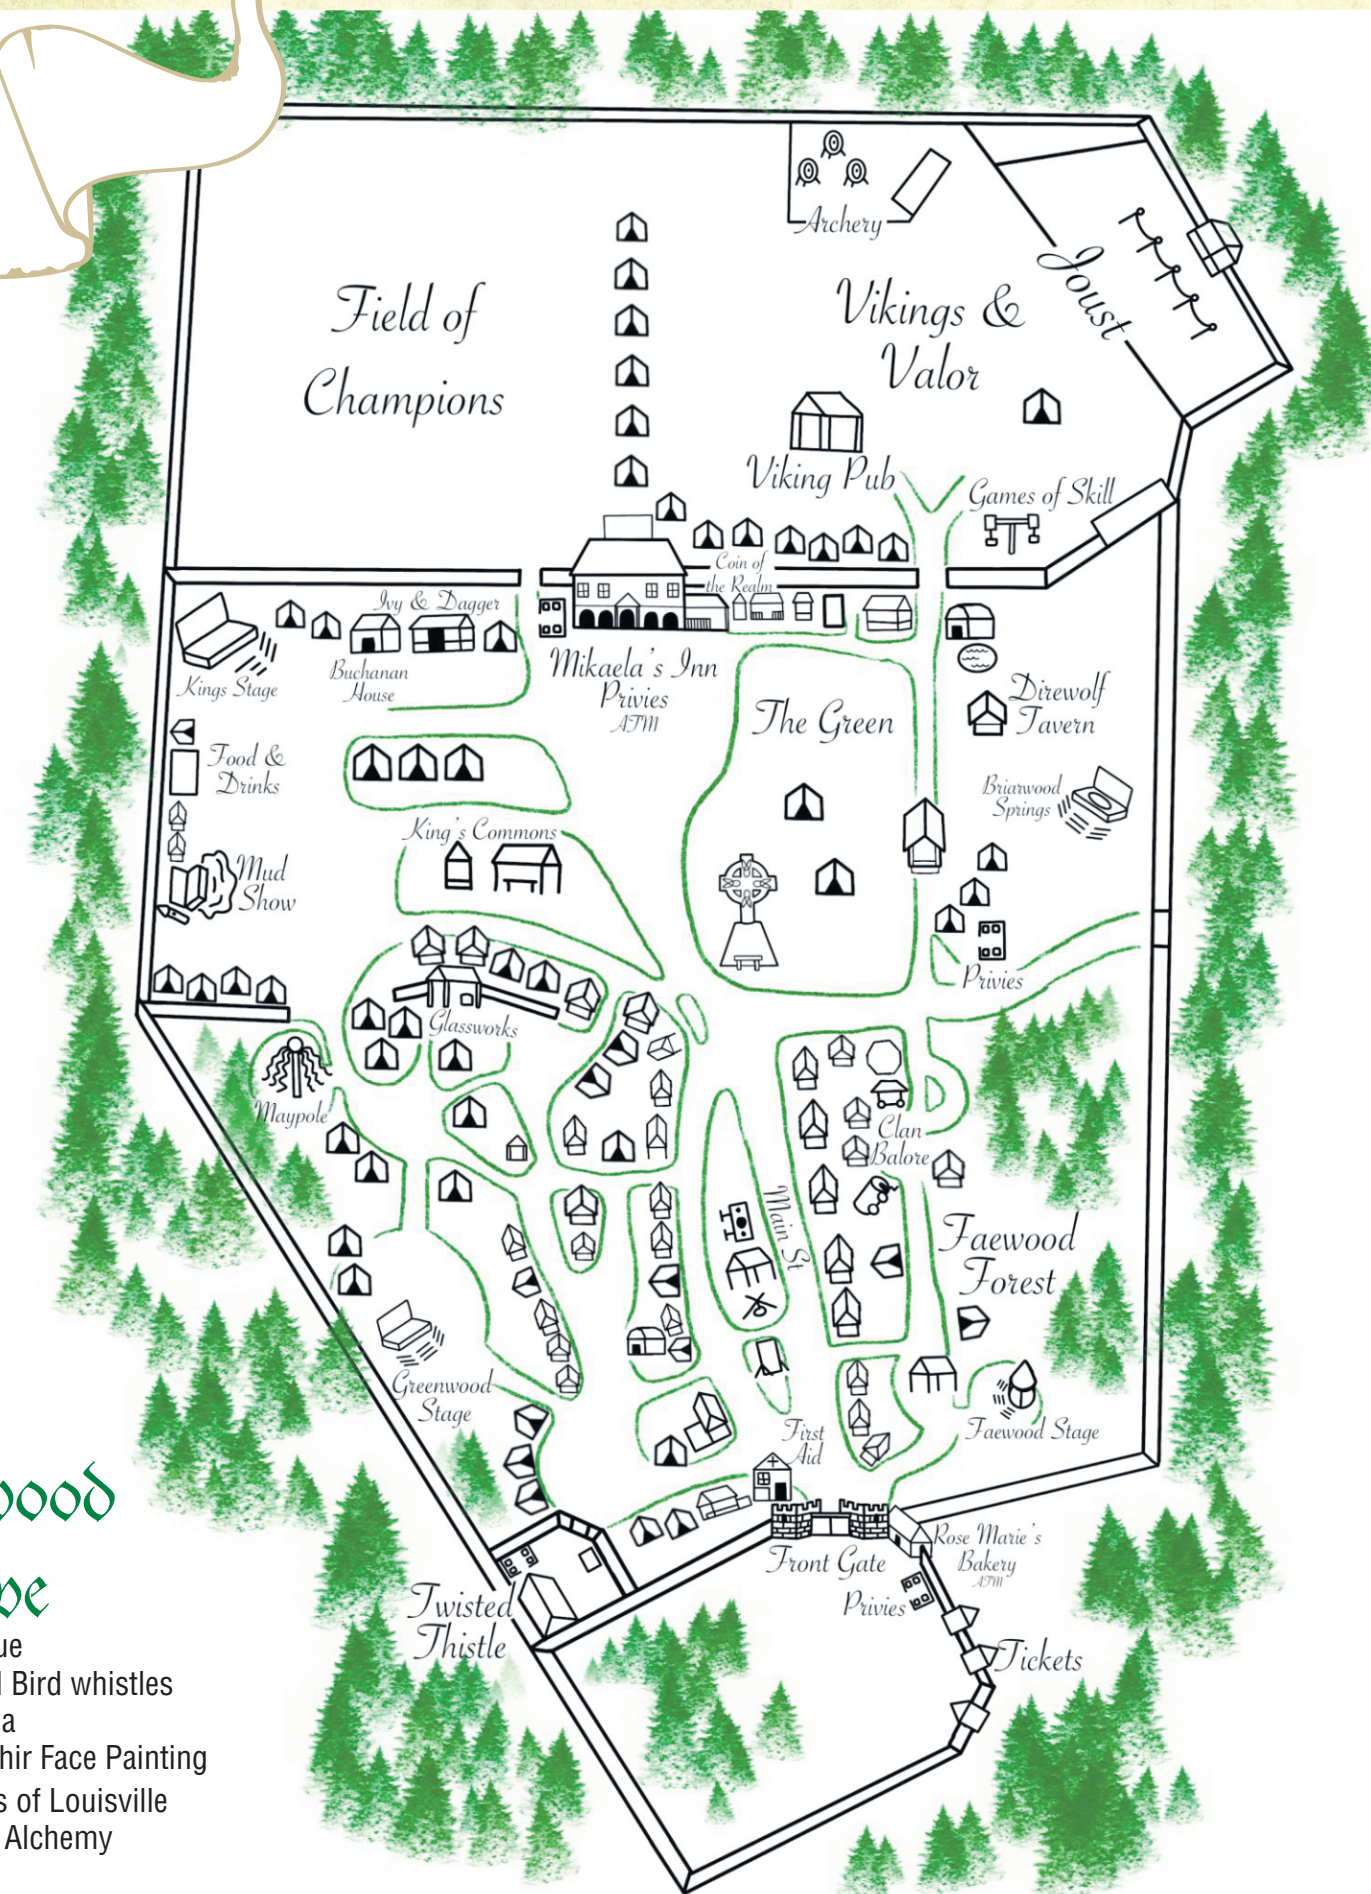 Archery
Joust
Field of
Champions
Vikings &
Valor
Viking Pub
Games of Skill
Coin of
the Realm
Ivy & Dagger
Buchanan
House
Kings Stage
Mikaela's Inn
Privies
ATM
The Green
Direwolf
Tavern
Food &
Drinks
Briarwood
Springs
King's Commons
Mud
Show
Privies
Glassworks
Maypole
Clan
Balore
Main St
Faewood
Forest
Greenwood
Stage
First
Aid
Faewood Stage
Front Gate
Rose Marie's
Bakery
ATM
Privies
Twisted
Thistle
Tickets
wood
ve
ue
l Bird whistles
a
hir Face Painting
s of Louisville
Alchemy